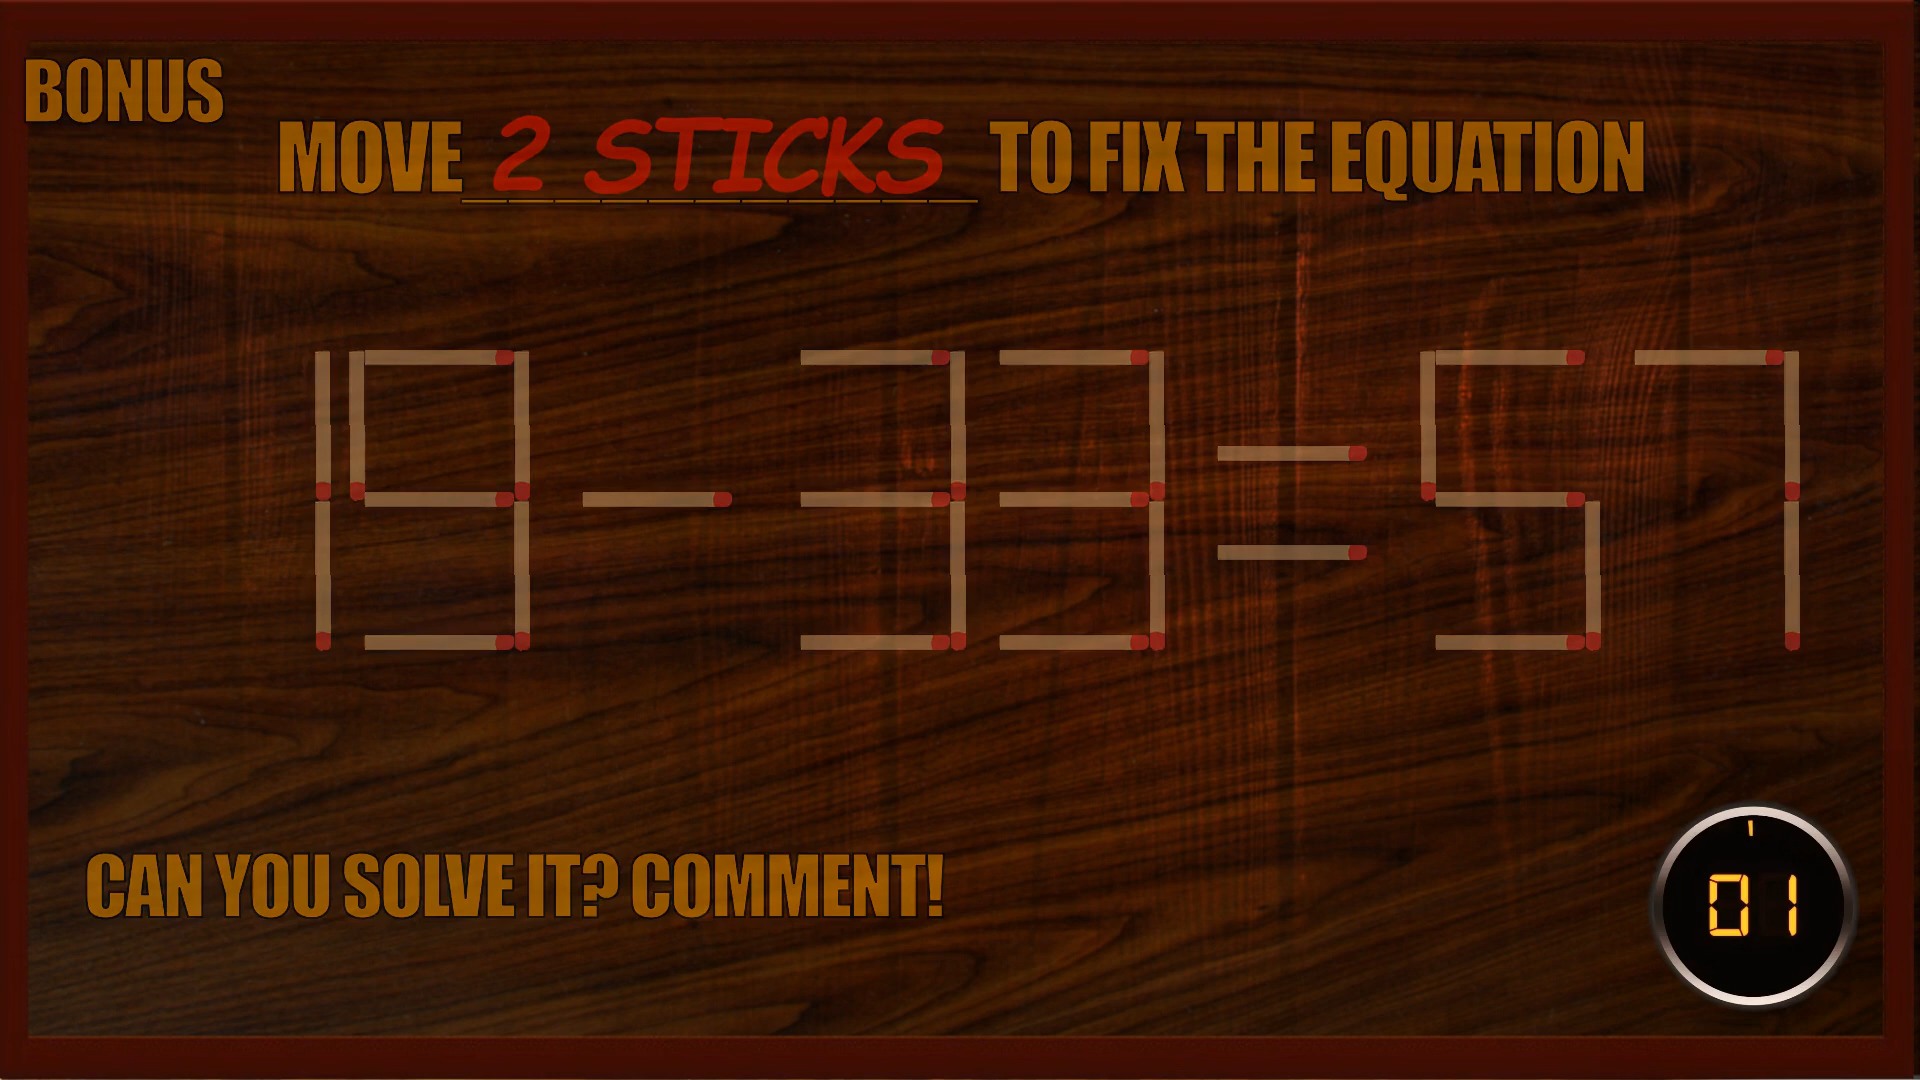 BONUS
MOVE 2 STICKS TO FIX THE EQUATION
19-33=57
CAN YOU SOLVE IT? COMMENT!
01